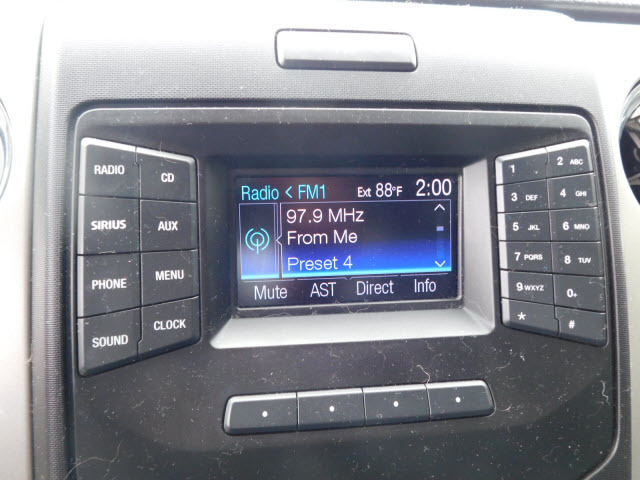 RADIO
CD
SIRIUS
AUX
PHONE
MENU
SOUND
CLOCK
Radio < FM1 Ext 88°F 2:00
97.9 MHz
From Me
Preset 4
Mute AST Direct Info
1 2 ABC
3 DEF 4 GHI
5 JKL 6 MNO
7 PQRS 8 TUV
9 WXYZ 0+
* #